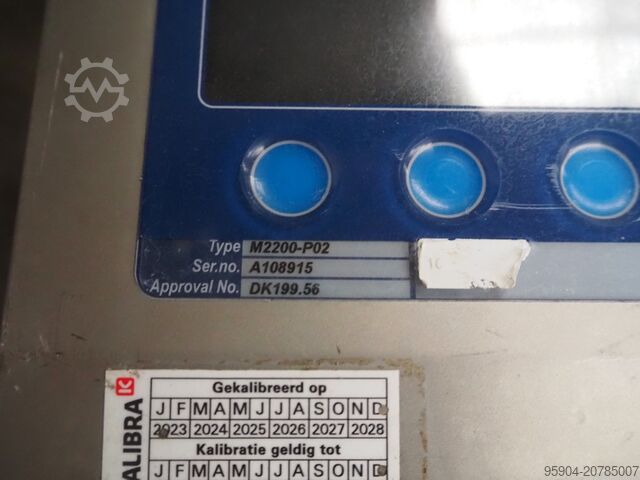 Type M2200-P02
Ser.no. A108915
Approval No. DK199.56
KALIBRA
Gekalibreerd op
J F M A M J J A S O N D
2023 2024 2025 2026 2027 2028
Kalibratie geldig tot
J F M A M J J A S O N D
95904-20785007